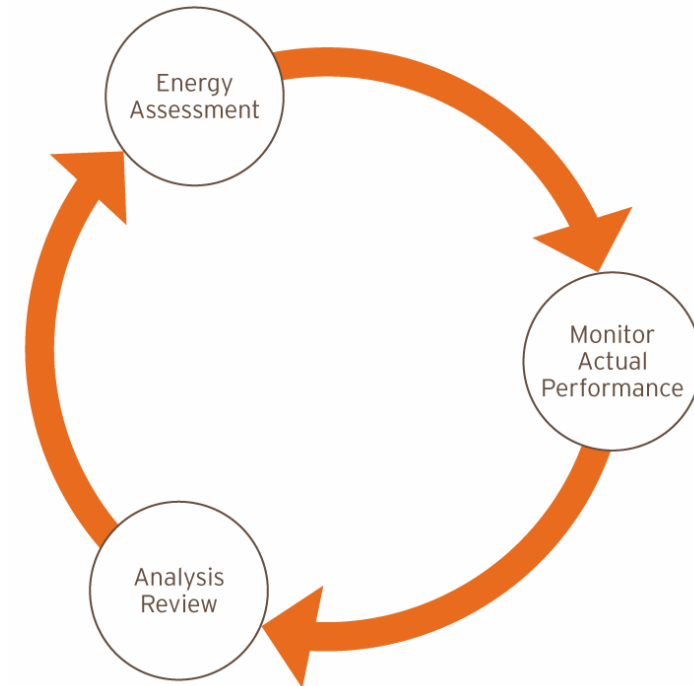 Energy
Assessment
Monitor
Actual
Performance
Analysis
Review